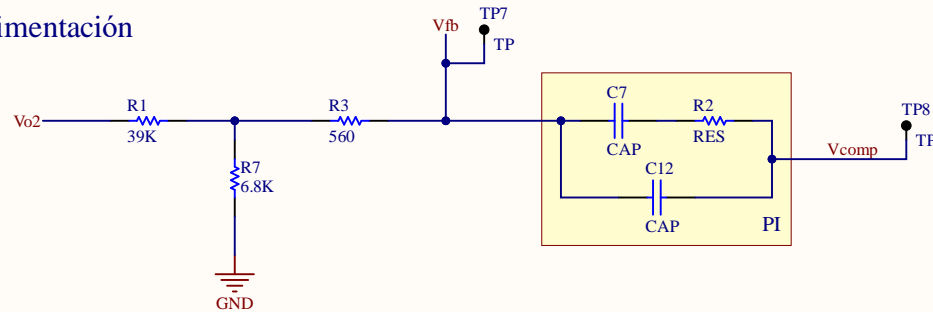 imentación
Vfb
TP7
TP
Vo2
R1
39K
R3
560
R7
6.8K
GND
C7
CAP
R2
RES
C12
CAP
PI
Vcomp
TP8
TP